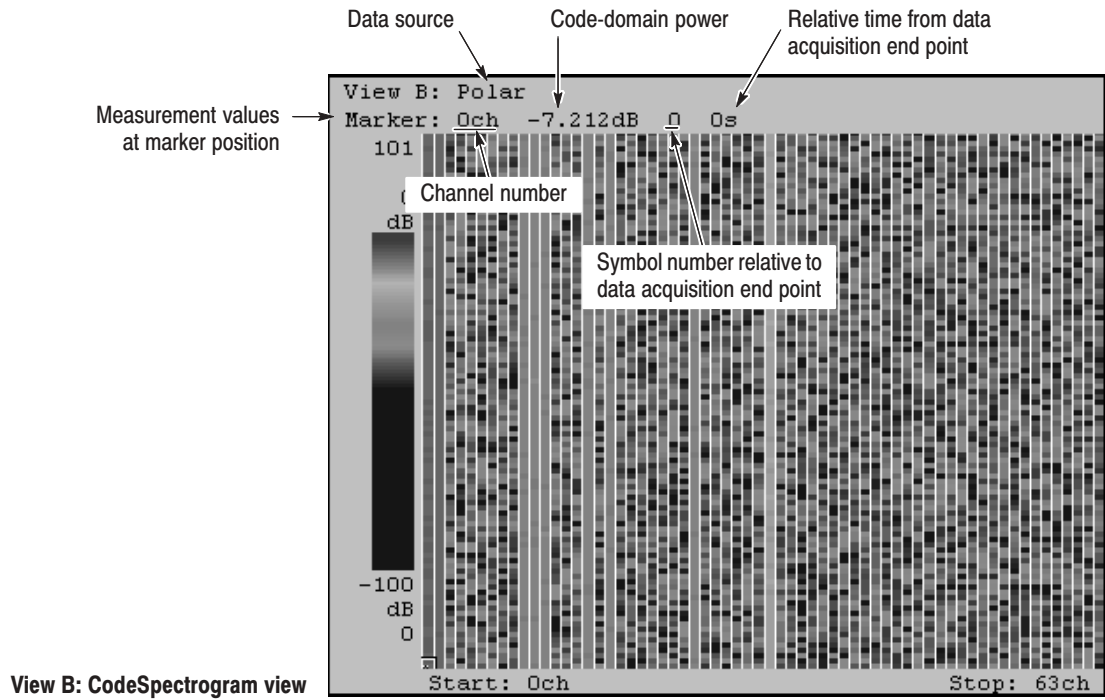 Data source
Code-domain power
Relative time from data
acquisition end point
View B: Polar
Measurement values
at marker position
Marker: 0ch -7.212dB 0 0s
101
Channel number
dB
Symbol number relative to
data acquisition end point
-100
dB
0
View B: CodeSpectrogram view
Start: 0ch
Stop: 63ch